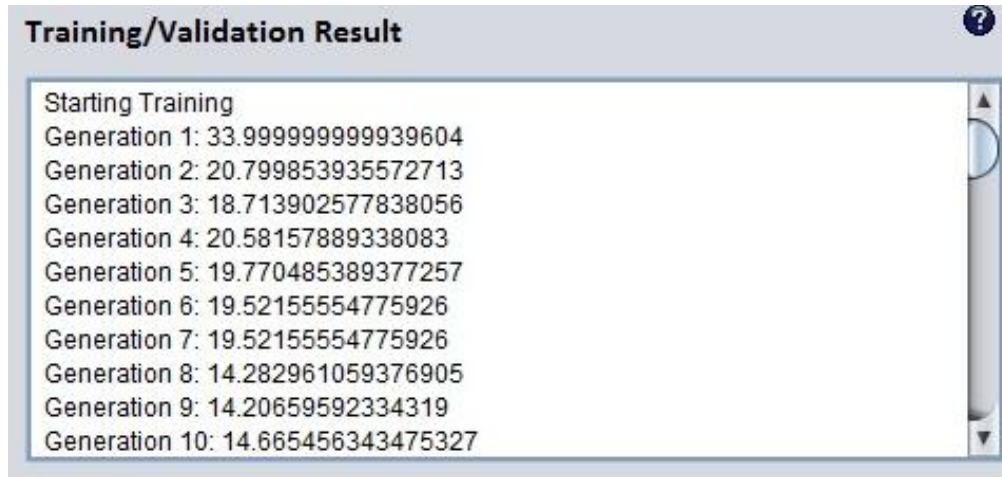 Training/Validation Result
?
Starting Training
Generation 1: 33.999999999939604
Generation 2: 20.799853935572713
Generation 3: 18.713902577838056
Generation 4: 20.58157889338083
Generation 5: 19.770485389377257
Generation 6: 19.52155554775926
Generation 7: 19.52155554775926
Generation 8: 14.282961059376905
Generation 9: 14.20659592334319
Generation 10: 14.665456343475327